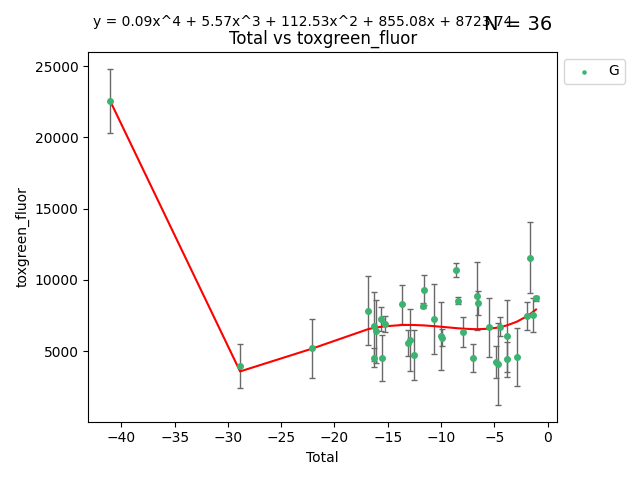 y = 0.09x^4 + 5.57x^3 + 112.53x^2 + 855.08x + 8723.74
N = 36
Total vs toxgreen_fluor
G
25000
20000
15000
10000
5000
toxgreen_fluor
−40 −35 −30 −25 −20 −15 −10 −5 0
Total